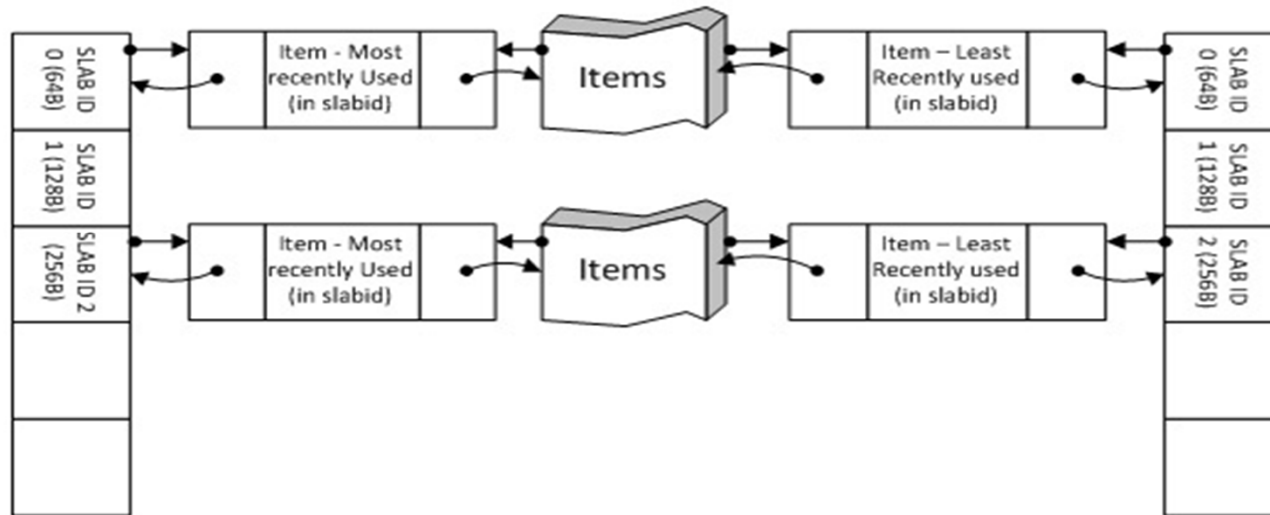 SLAB ID
0 (64B)
Item - Most
recently Used
(in slabid)
Items
Item – Least
Recently used
(in slabid)
SLAB ID
0 (64B)
SLAB ID
1 (128B)
SLAB ID
1 (128B)
SLAB ID 2
(256B)
Item - Most
recently Used
(in slabid)
Items
Item – Least
Recently used
(in slabid)
SLAB ID
2 (256B)